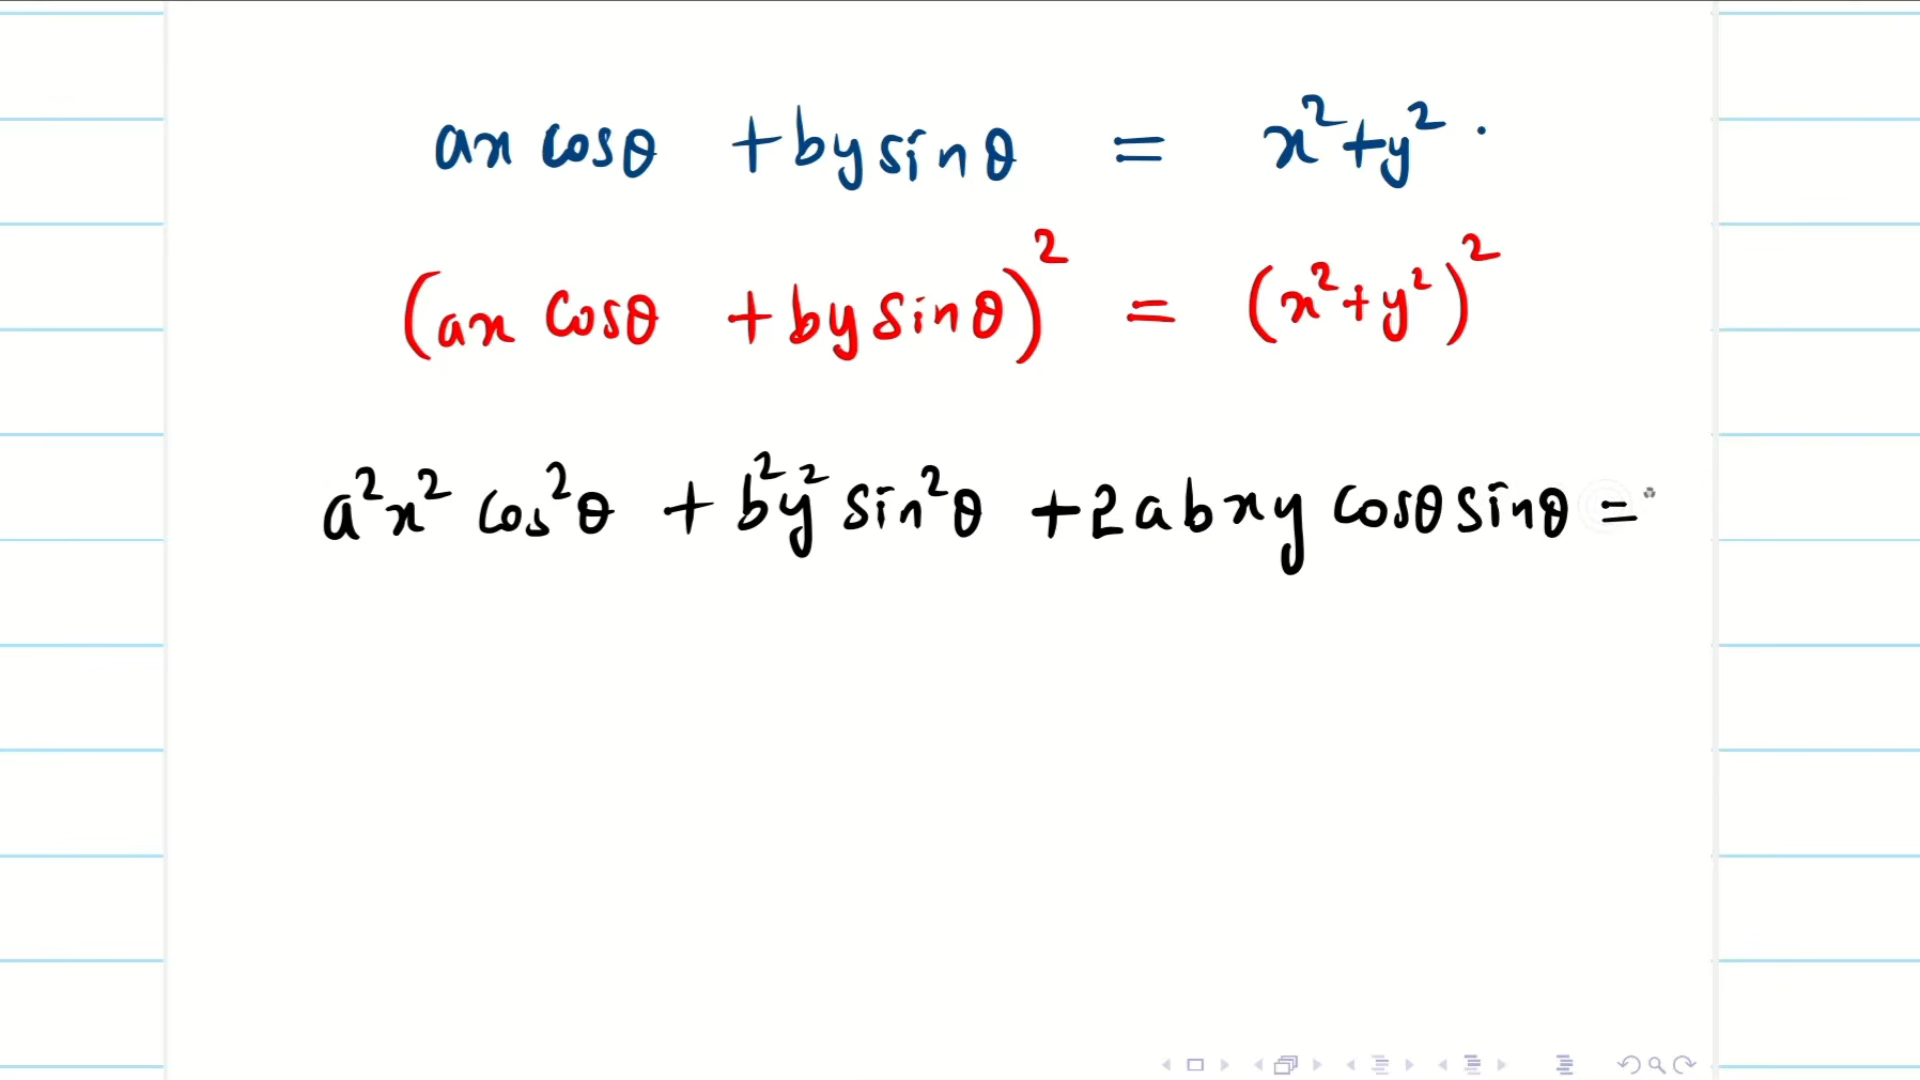 ax cosθ + by sinθ = x² + y² .
(ax cosθ + by sinθ)² = (x² + y²)²
a²x² cos²θ + b²y² sin²θ + 2abxy cosθ sinθ =